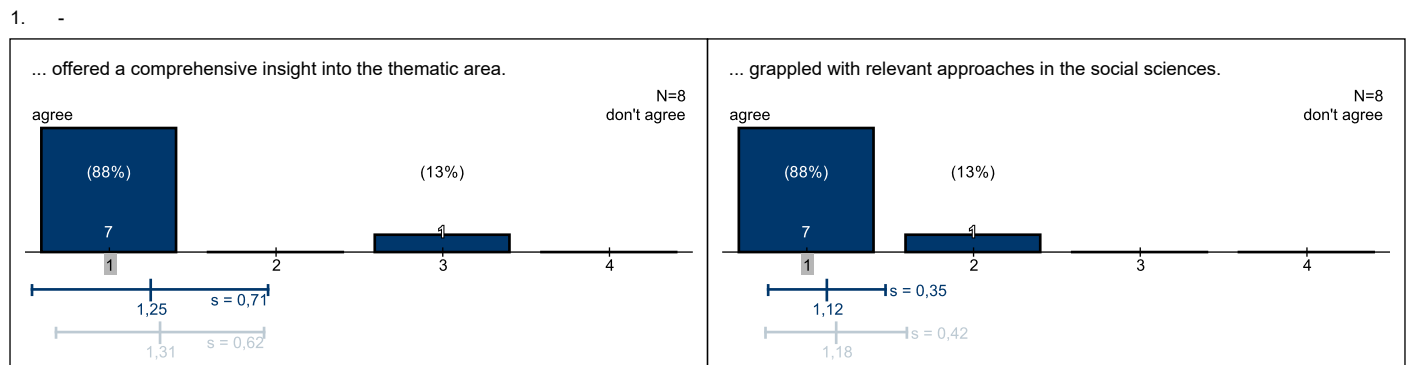 1. -
... offered a comprehensive insight into the thematic area.
N=8
agree
don't agree
(88%)
(13%)
7
1
1
2
3
4
s = 0,71
1,25
s = 0,62
1,31
... grappled with relevant approaches in the social sciences.
N=8
agree
don't agree
(88%)
(13%)
7
1
1
2
3
4
s = 0,35
1,12
s = 0,42
1,18